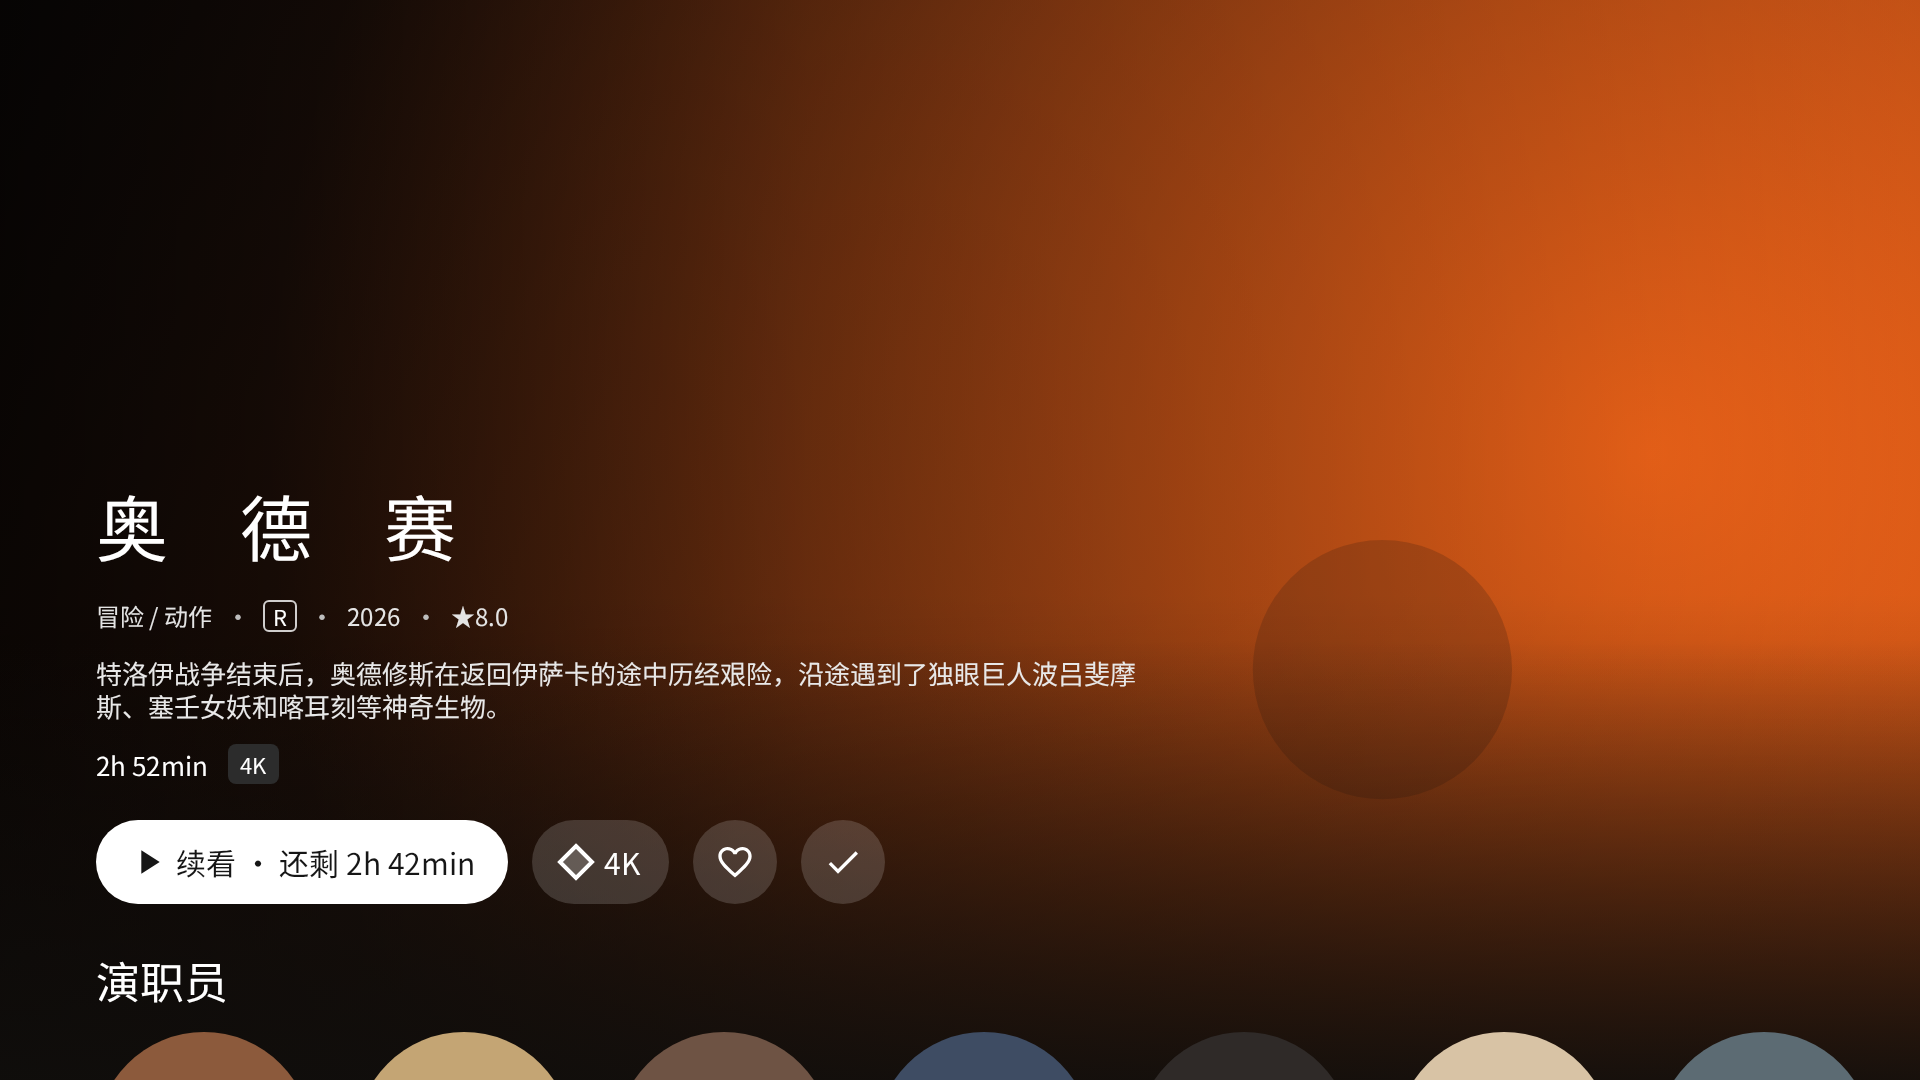 奥德赛
冒险 / 动作 • R • 2026 • ★8.0
特洛伊战争结束后，奥德修斯在返回伊萨卡的途中历经艰险，沿途遇到了独眼巨人波吕斐摩
斯、塞壬女妖和喀耳刻等神奇生物。
2h 52min 4K
续看 · 还剩 2h 42min 4K
演职员